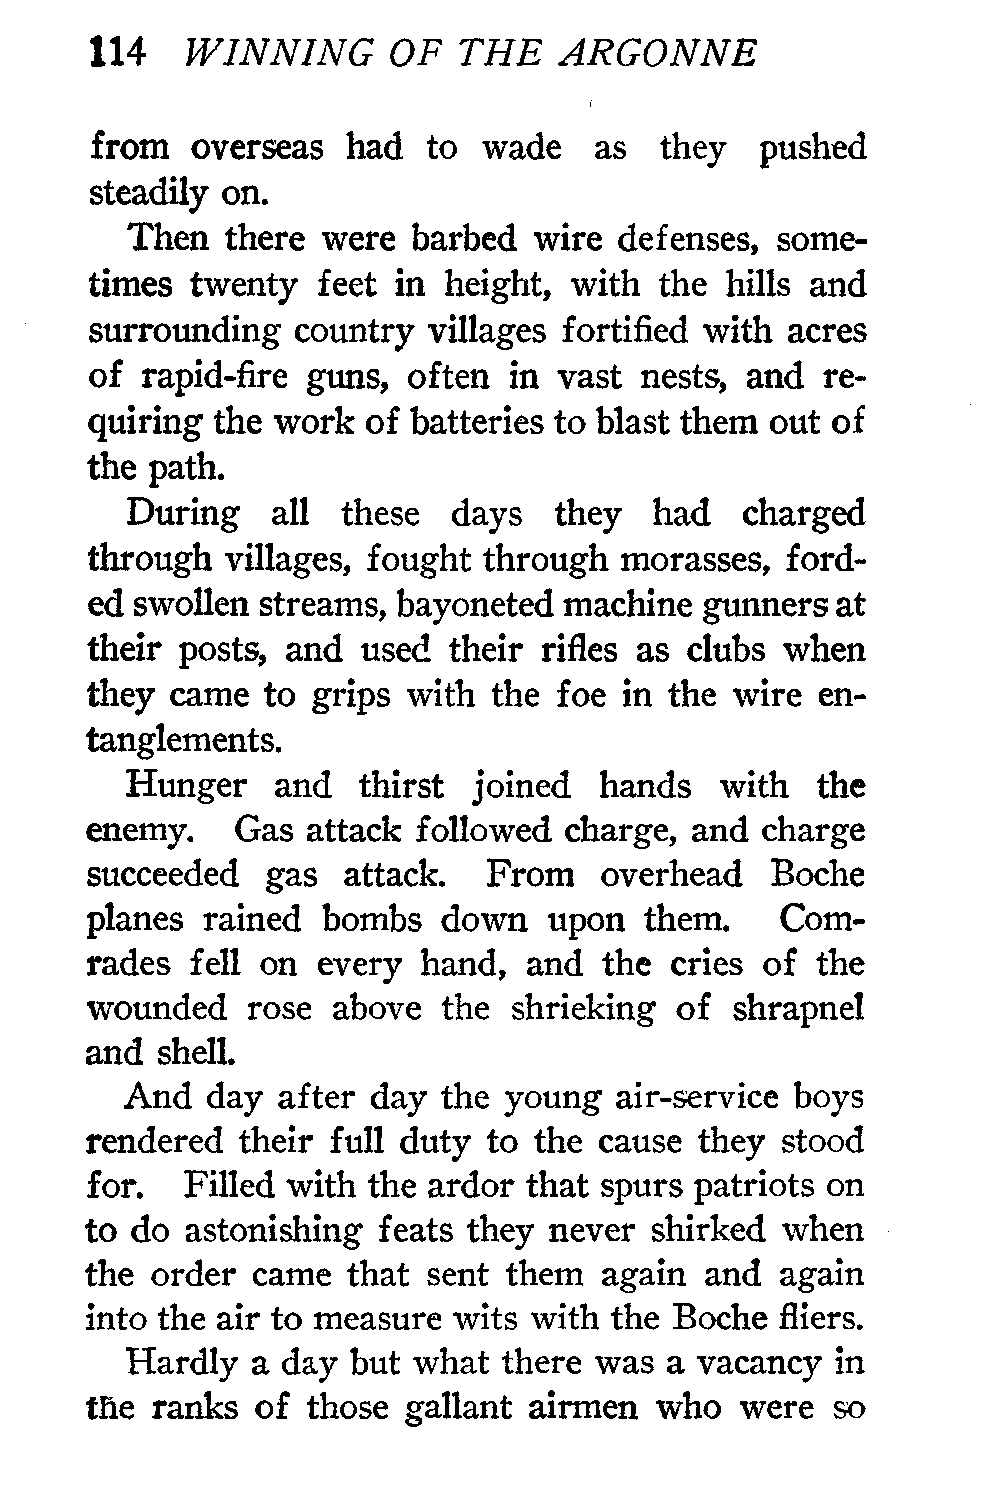 114 WINNING OF THE ARGONNE
from overseas had to wade as they pushed
steadily on.
Then there were barbed wire defenses, some-
times twenty feet in height, with the hills and
surrounding country villages fortified with acres
of rapid-fire guns, often in vast nests, and re-
quiring the work of batteries to blast them out of
the path.
During all these days they had charged
through villages, fought through morasses, ford-
ed swollen streams, bayoneted machine gunners at
their posts, and used their rifles as clubs when
they came to grips with the foe in the wire en-
tanglements.
Hunger and thirst joined hands with the
enemy. Gas attack followed charge, and charge
succeeded gas attack. From overhead Boche
planes rained bombs down upon them. Com-
rades fell on every hand, and the cries of the
wounded rose above the shrieking of shrapnel
and shell.
And day after day the young air-service boys
rendered their full duty to the cause they stood
for. Filled with the ardor that spurs patriots on
to do astonishing feats they never shirked when
the order came that sent them again and again
into the air to measure wits with the Boche fliers.
Hardly a day but what there was a vacancy in
the ranks of those gallant airmen who were so